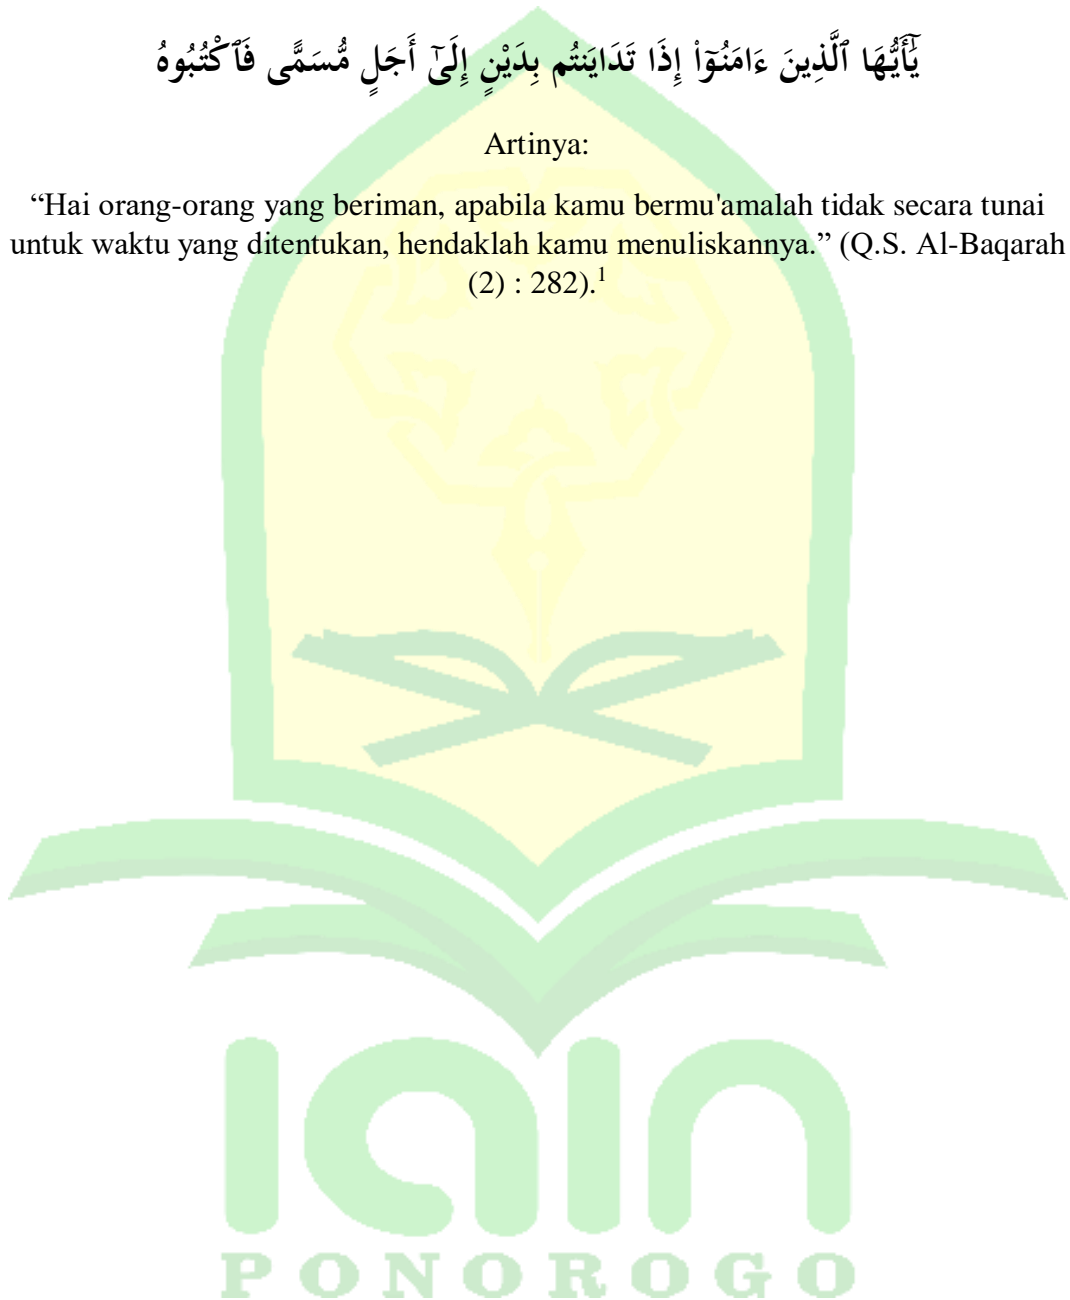 يَٰٓأَيُّهَا ٱلَّذِينَ ءَامَنُوٓاْ إِذَا تَدَايَنتُم بِدَيْنٍ إِلَىٰٓ أَجَلٍ مُّسَمًّى فَٱكْتُبُوهُ
Artinya:
“Hai orang-orang yang beriman, apabila kamu bermu'amalah tidak secara tunai
untuk waktu yang ditentukan, hendaklah kamu menuliskannya.” (Q.S. Al-Baqarah
(2) : 282).¹
iain
PONOROGO